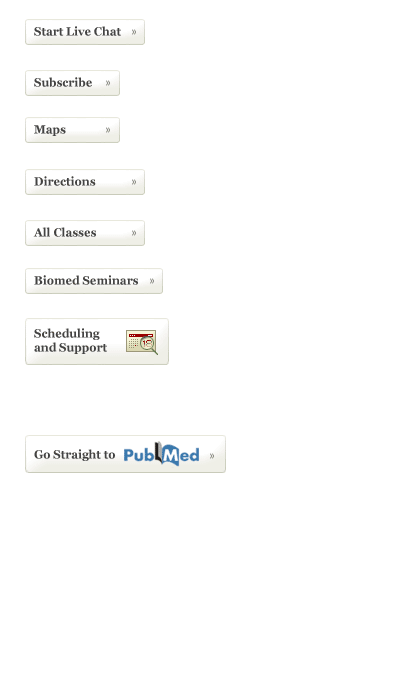 Start Live Chat »
Subscribe »
Maps »
Directions »
All Classes »
Biomed Seminars »
Scheduling
and Support
Go Straight to PubMed »